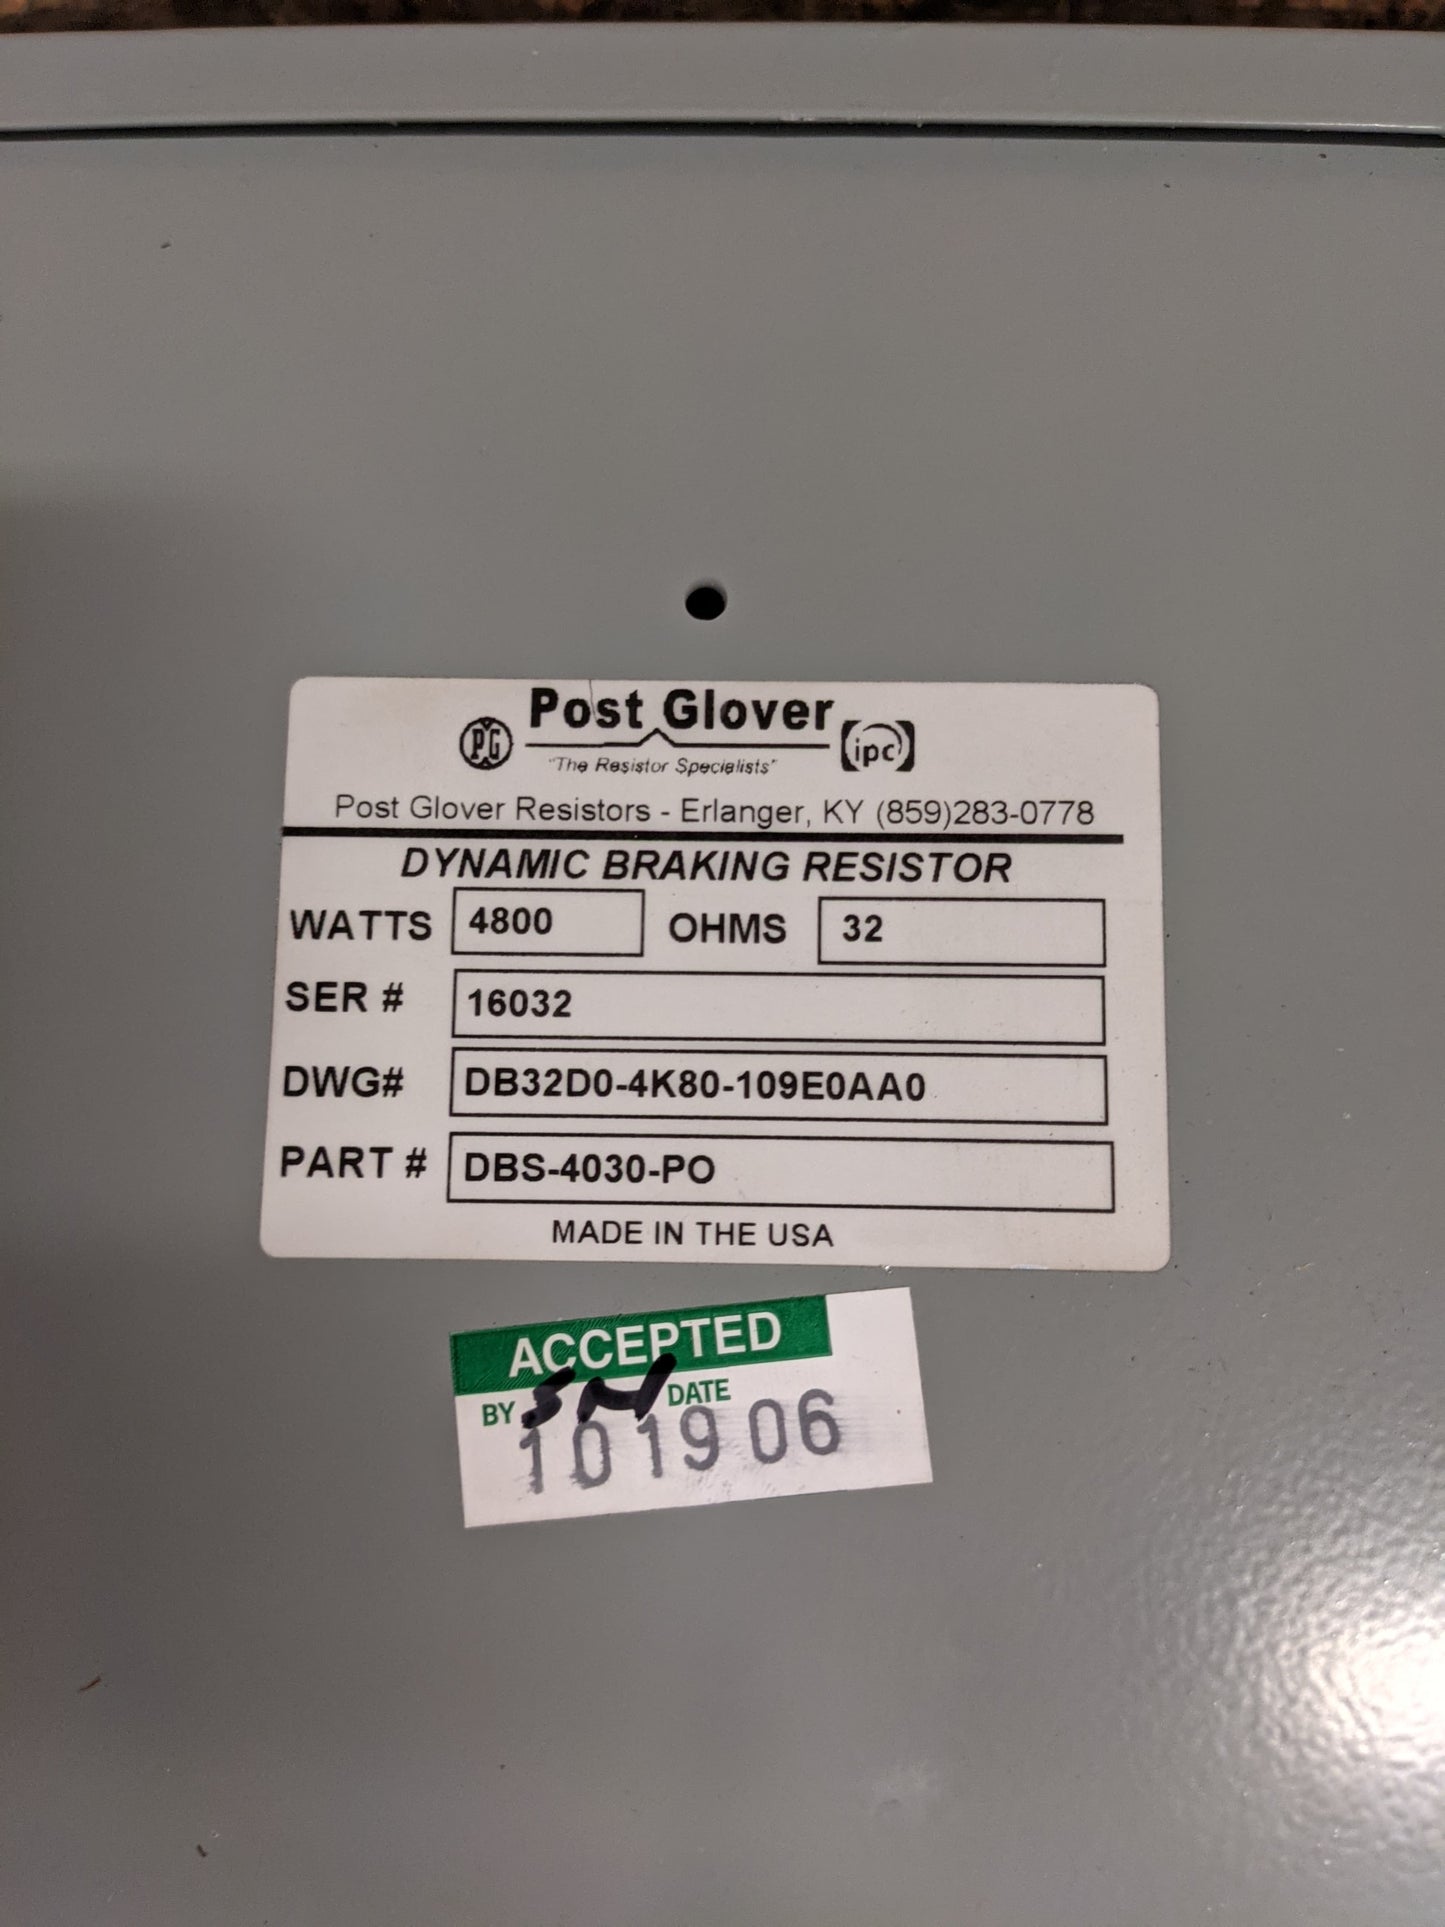 PG
Post Glover
"The Resistor Specialists"
ipc
Post Glover Resistors - Erlanger, KY (859)283-0778
DYNAMIC BRAKING RESISTOR
WATTS 4800 OHMS 32
SER # 16032
DWG# DB32D0-4K80-109E0AA0
PART # DBS-4030-PO
MADE IN THE USA
ACCEPTED
BY DATE
101906